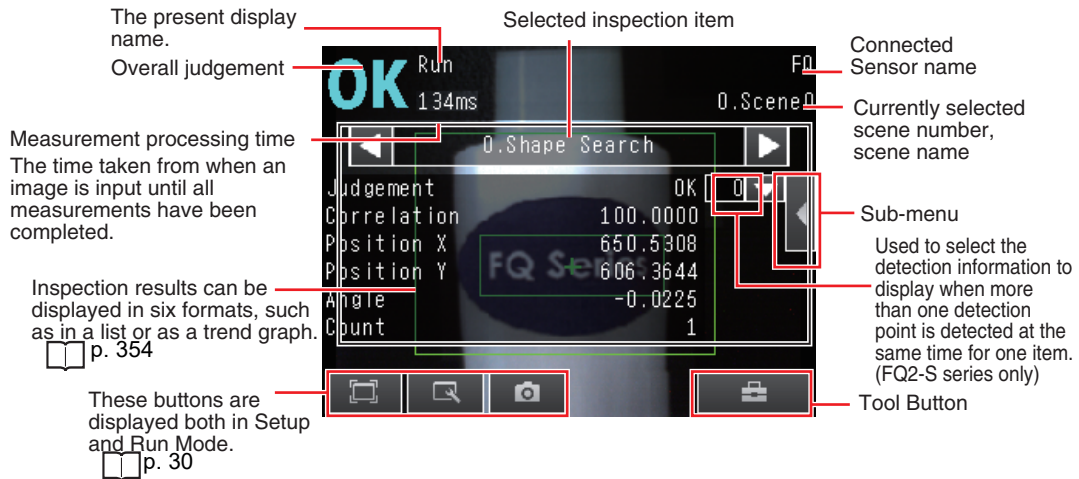 The present display
name.
Overall judgement
Selected inspection item
Connected
Sensor name
Currently selected
scene number,
scene name
Measurement processing time
The time taken from when an
image is input until all
measurements have been
completed.
Inspection results can be
displayed in six formats, such
as in a list or as a trend graph.
p. 354
These buttons are
displayed both in Setup
and Run Mode.
p. 30
OK
Run
134ms
FQ
0.Scene0
0.Shape Search
Judgement OK 0
Correlation 100.0000
Position X 650.5308
Position Y 606.3644
Angle -0.0225
Count 1
FQ Series
Sub-menu
Used to select the
detection information to
display when more
than one detection
point is detected at the
same time for one item.
(FQ2-S series only)
Tool Button